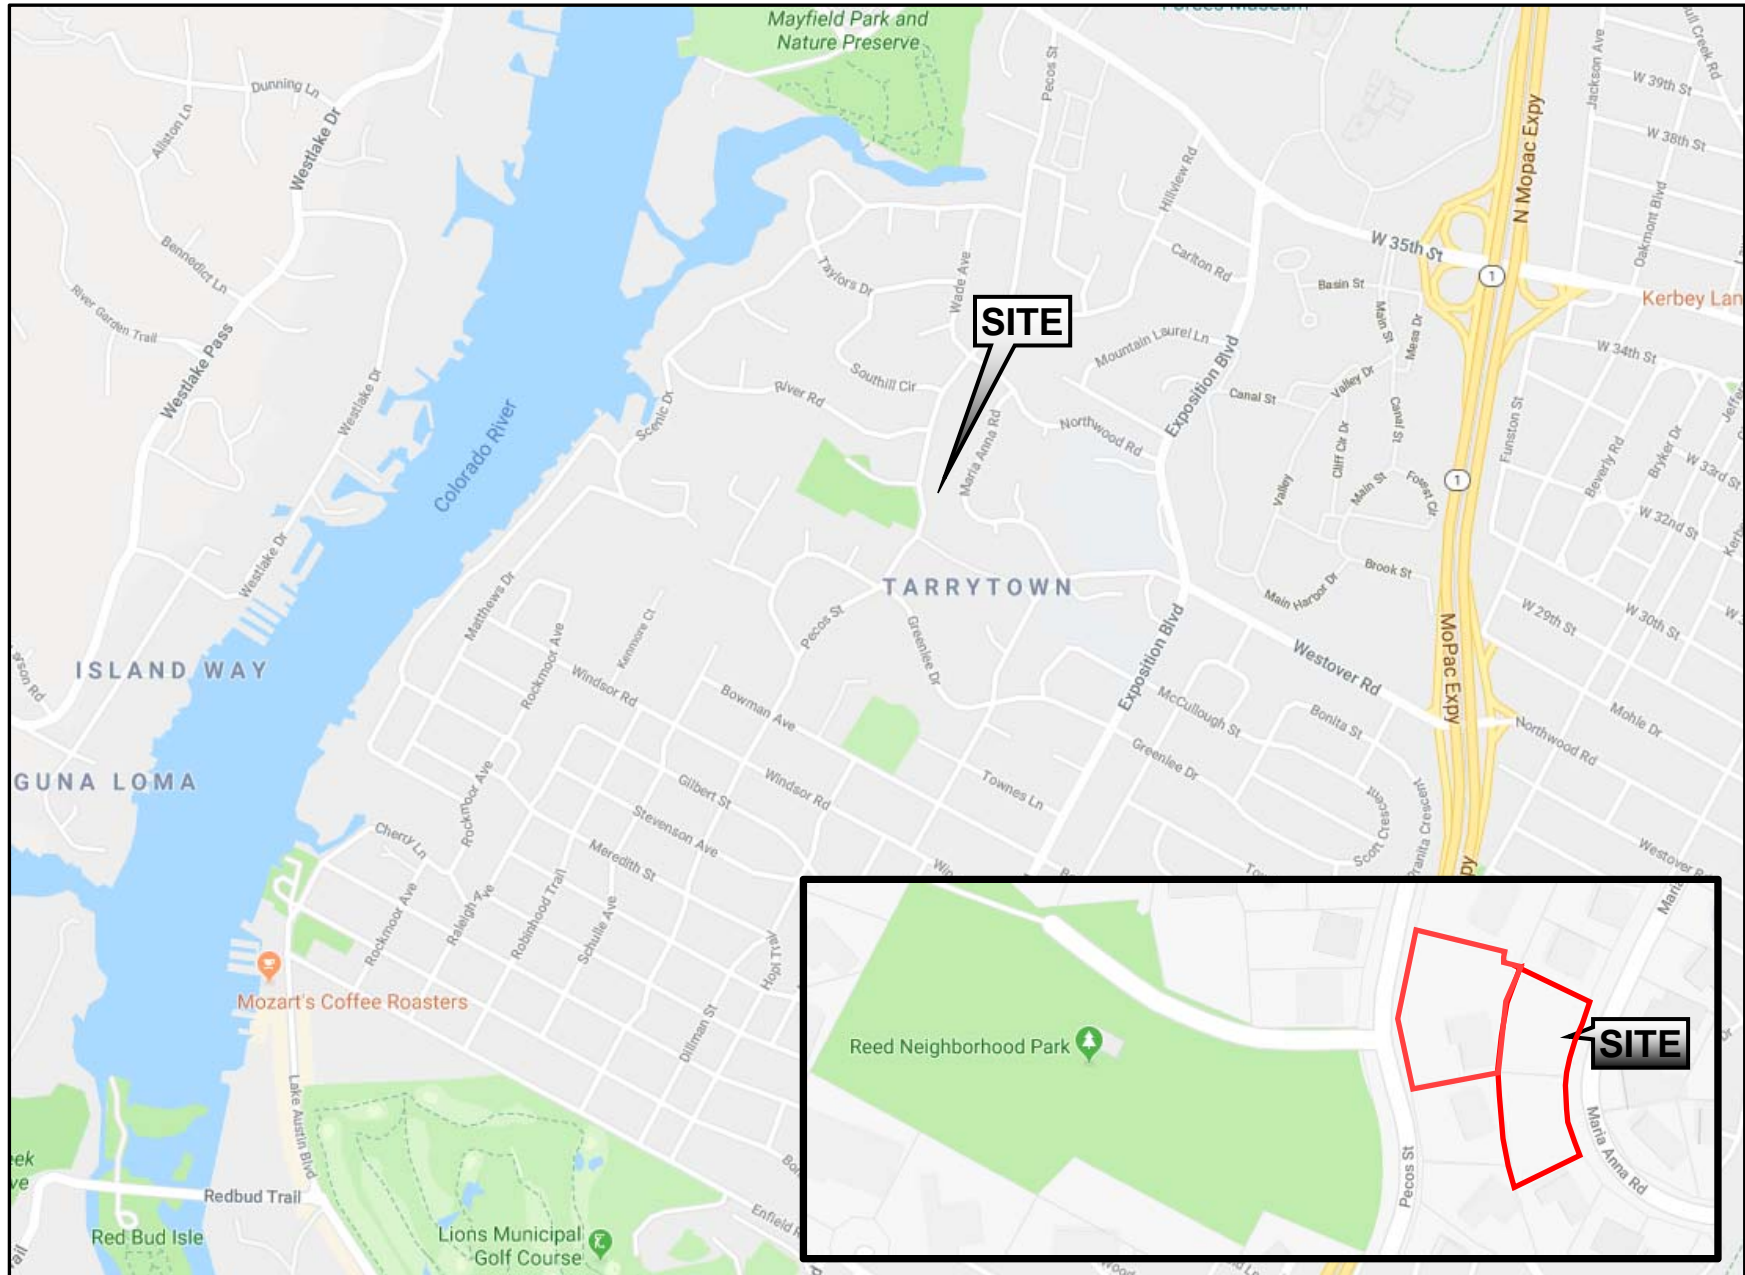 Mayfield Park and
Nature Preserve
Pecos St
Jackson Ave
W 39th St
W 38th St
Dunning Ln
Allston Ln
Westlake Dr
N Mopac Expy
Hillview Rd
Oakmont Blvd
Bennedict Ln
W 35th St
Carlton Rd
Wade Ave
Taylors Dr
1
Basin St
River Garden Trail
Kerbey Lan
SITE
Main St
Mesa Dr
Mountain Laurel Ln
W 34th St
Westlake Pass
Westlake Dr
Southill Cir
River Rd
Exposition Blvd
Valley Dr
Canal St
Canal St
Scenic Dr
Maria Anna Rd
Northwood Rd
Funston St
Beverly Rd
Bryker Dr
W 33rd St
Cliff Clr Dr
Colorado River
Valley
Main St
Forest Clr
1
W 32nd St
Westlake Dr
Brook St
TARRYTOWN
Matthews Dr
Main Harbor Dr
W 29th St
W 30th St
Pecos St
Greenlee Dr
Kenmore Ct
Rockmoor Ave
Exposition Blvd
MoPac Expy
Westover Rd
ISLAND WAY
Windsor Rd
Bowman Ave
McCullough St
Bonita St
Mohle Dr
Northwood Rd
GUNA LOMA
Rockmoor Ave
Gilbert St
Windsor Rd
Townes Ln
Greenlee Dr
Scott Crescent
Stevenson Ave
Cherry Ln
Meredith St
Westover R
Rockmoor Ave
Raleigh Ave
Robinhood Trail
Schulle Ave
Hopi Trail
Mozart's Coffee Roasters
Dillman St
Reed Neighborhood Park
SITE
Maria Anna Rd
Pecos St
Lake Austin Blvd
Redbud Trail
Red Bud Isle
Lions Municipal
Golf Course
Enfield